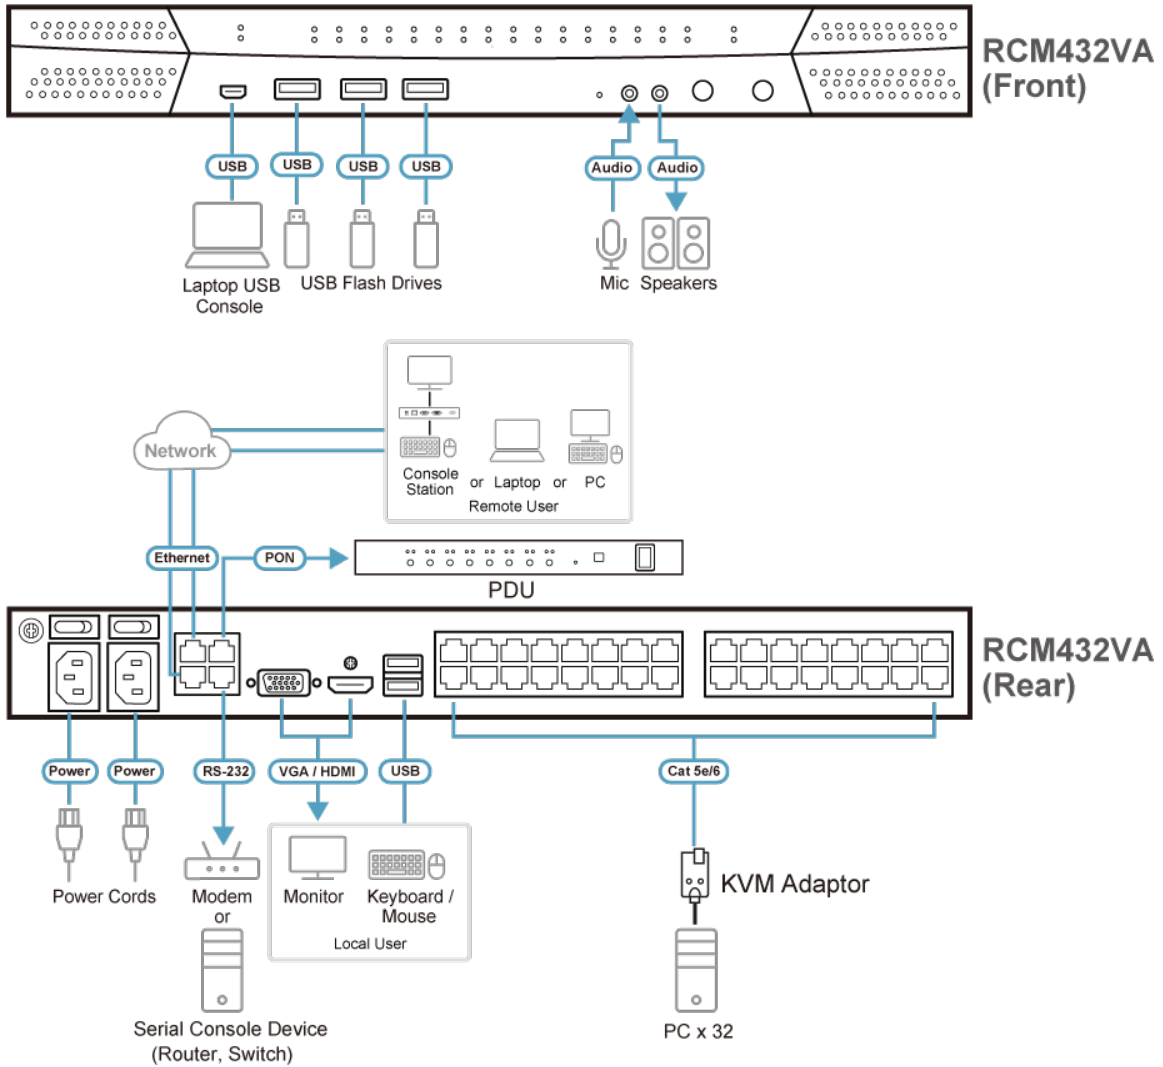 RCM432VA
(Front)
USB
USB
USB
USB
Audio
Audio
Laptop USB
Console
USB Flash Drives
Mic
Speakers
Network
Console
Station
or
Laptop
or
PC
Remote User
Ethernet
PON
PDU
RCM432VA
(Rear)
Power
Power
RS-232
VGA / HDMI
USB
Cat 5e/6
Power Cords
Modem
or
Monitor
Keyboard /
Mouse
Local User
KVM Adaptor
Serial Console Device
(Router, Switch)
PC x 32